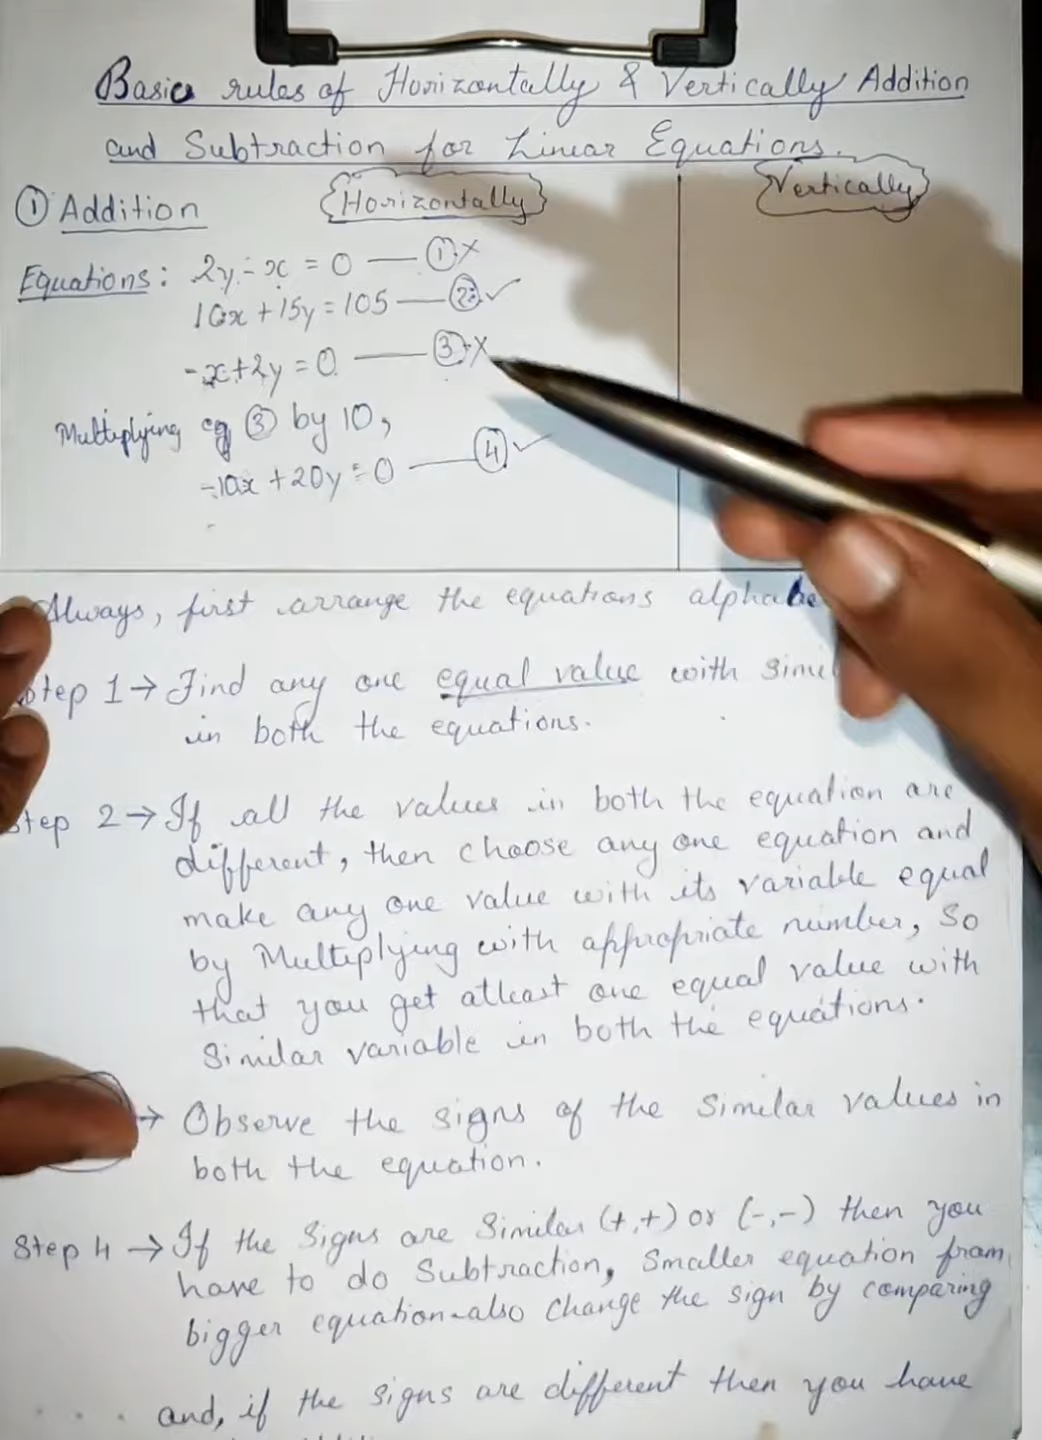 Basic rules of Horizontally & Vertically Addition
and Subtraction for Linear Equations.
① Addition
Horizontally
Vertically
Equations: 2y - x = 0 — ① ×
10x + 15y = 105 — ② ✓
-x + 2y = 0 — ③ ×
Multiplying eq ③ by 10,
-10x + 20y = 0 — ④ ✓
Always, first arrange the equations
Step 1 → Find any one equal value with
in both the equations.
Step 2 → If all the values in both the equation are
different, then choose any one equation and
make any one value with its variable equal
by Multiplying with appropriate number, So
that you get atleast one equal value with
Similar variable in both the equations.
→ Observe the signs of the Similar values in
both the equation.
Step 4 → If the Signs are Similar (+,+) or (-,-) then you
have to do Subtraction, Smaller equation from
bigger equation also change the sign by comparing
and, if the signs are different then you have